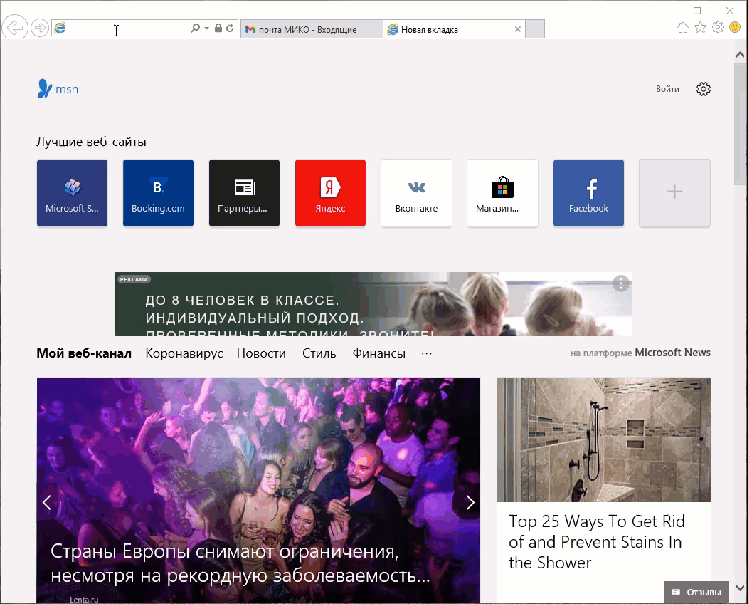 почта МИКО - Входящие
Новая вкладка
msn
Войти
Лучшие веб-сайты
Microsoft S...
B.
Booking.com
Партнеры...
Я
Яндекс
Вконтакте
Магазин...
f
Facebook
РЕКЛАМА
ДО 8 ЧЕЛОВЕК В КЛАССЕ.
ИНДИВИДУАЛЬНЫЙ ПОДХОД.
ПРОВЕРЕННЫЕ МЕТОДИКИ. ЗВОНИТЕ!
Мой веб-канал Коронавирус Новости Стиль Финансы ...
на платформе Microsoft News
Страны Европы снимают ограничения,
несмотря на рекордную заболеваемость...
Lenta.ru
Top 25 Ways To Get Rid
of and Prevent Stains In
the Shower
Отзывы